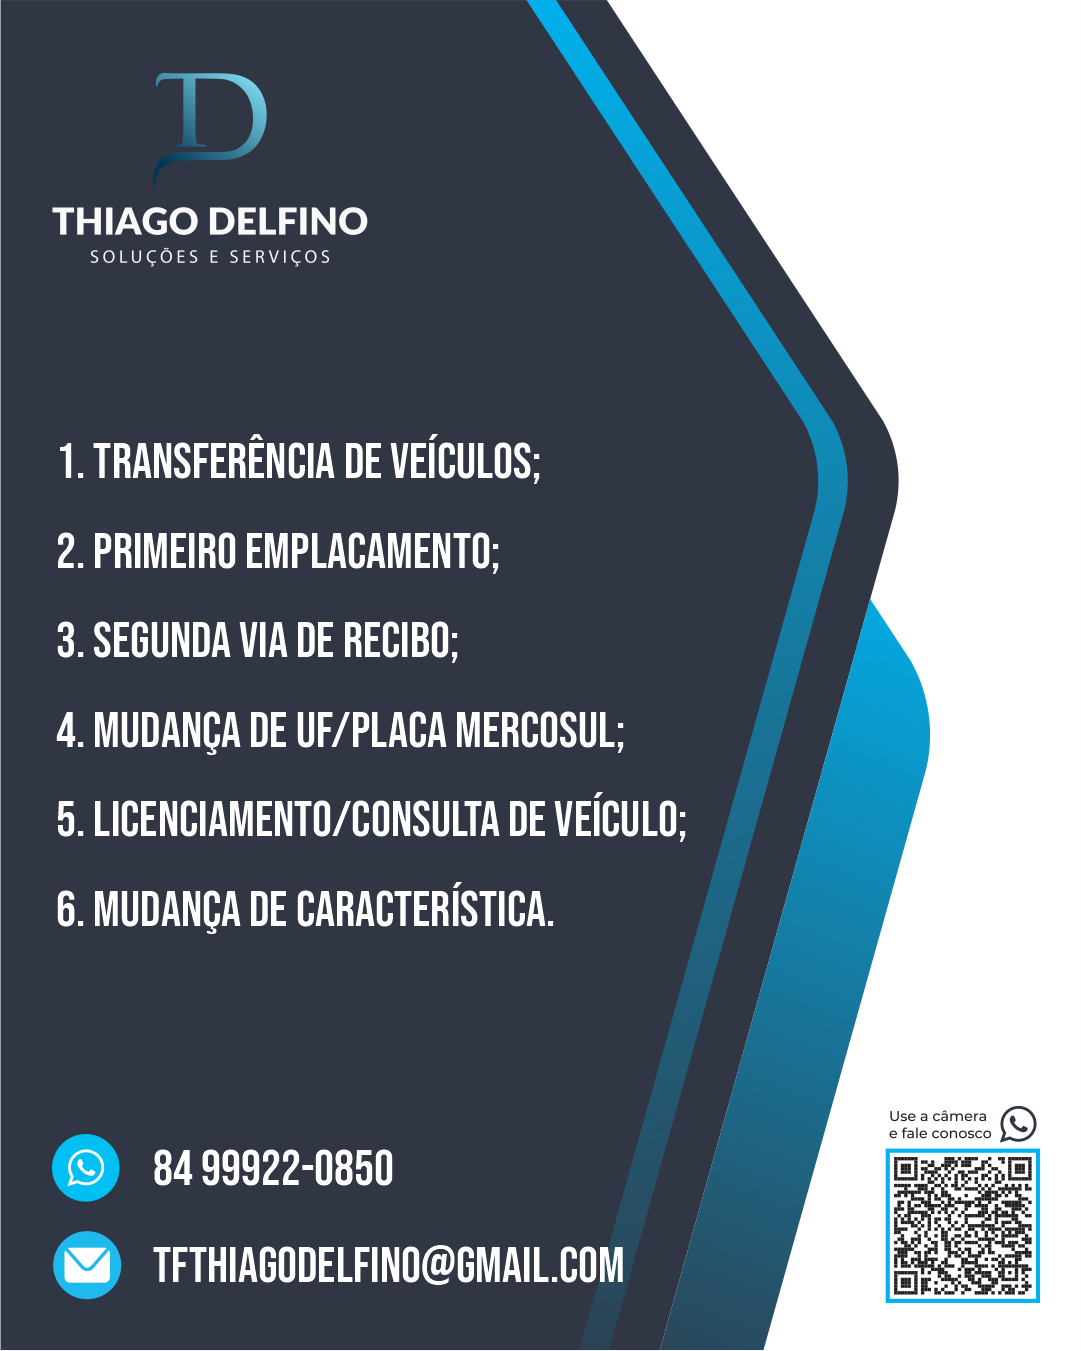 TD
THIAGO DELFINO
SOLUÇÕES E SERVIÇOS
1. TRANSFERÊNCIA DE VEÍCULOS;
2. PRIMEIRO EMPLACAMENTO;
3. SEGUNDA VIA DE RECIBO;
4. MUDANÇA DE UF/PLACA MERCOSUL;
5. LICENCIAMENTO/CONSULTA DE VEÍCULO;
6. MUDANÇA DE CARACTERÍSTICA.
84 99922-0850
TFTHIAGODELFINO@GMAIL.COM
Use a câmera
e fale conosco